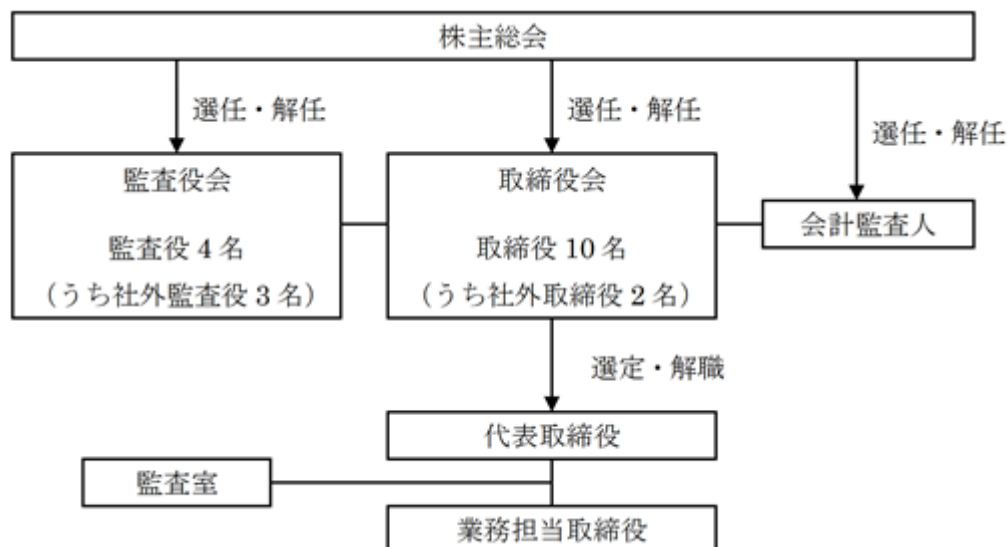 株主総会
選任・解任
選任・解任
選任・解任
監査役会
監査役 4 名
（うち社外監査役 3 名）
取締役会
取締役 10 名
（うち社外取締役 2 名）
会計監査人
選定・解職
代表取締役
監査室
業務担当取締役